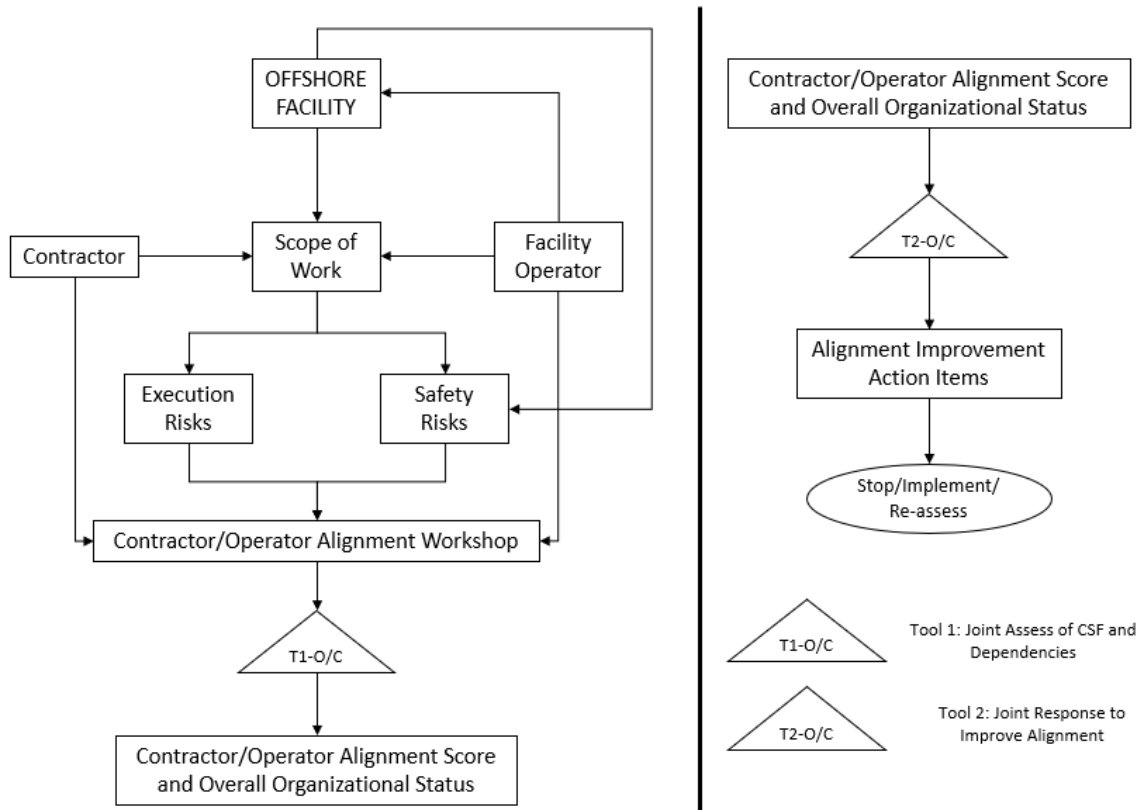 OFFSHORE
FACILITY
Contractor
Scope of
Work
Facility
Operator
Execution
Risks
Safety
Risks
Contractor/Operator Alignment Workshop
T1-O/C
Contractor/Operator Alignment Score
and Overall Organizational Status
Contractor/Operator Alignment Score
and Overall Organizational Status
T2-O/C
Alignment Improvement
Action Items
Stop/Implement/
Re-assess
T1-O/C
Tool 1: Joint Assess of CSF and
Dependencies
T2-O/C
Tool 2: Joint Response to
Improve Alignment